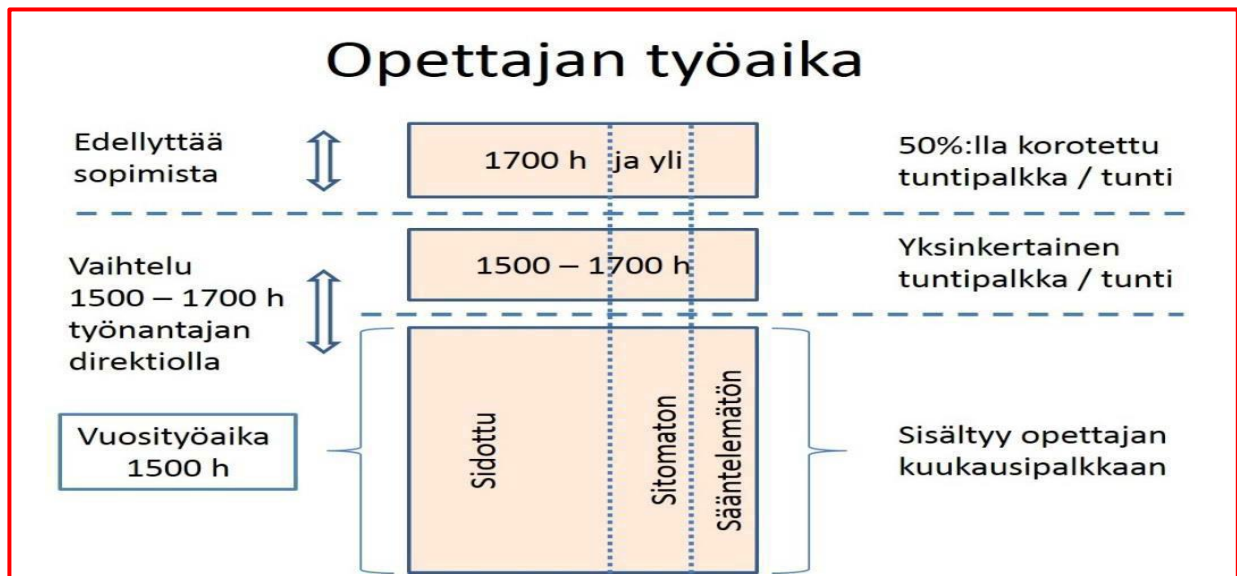 Opettajan työaika
Edellyttää
sopimista
1700 h ja yli
50%:lla korotettu
tuntipalkka / tunti
Vaihtelu
1500 – 1700 h
työnantajan
direktiolla
1500 – 1700 h
Yksinkertainen
tuntipalkka / tunti
Vuosityöaika
1500 h
Sidottu
Sitomaton
Sääntelemätön
Sisältyy opettajan
kuukausipalkkaan